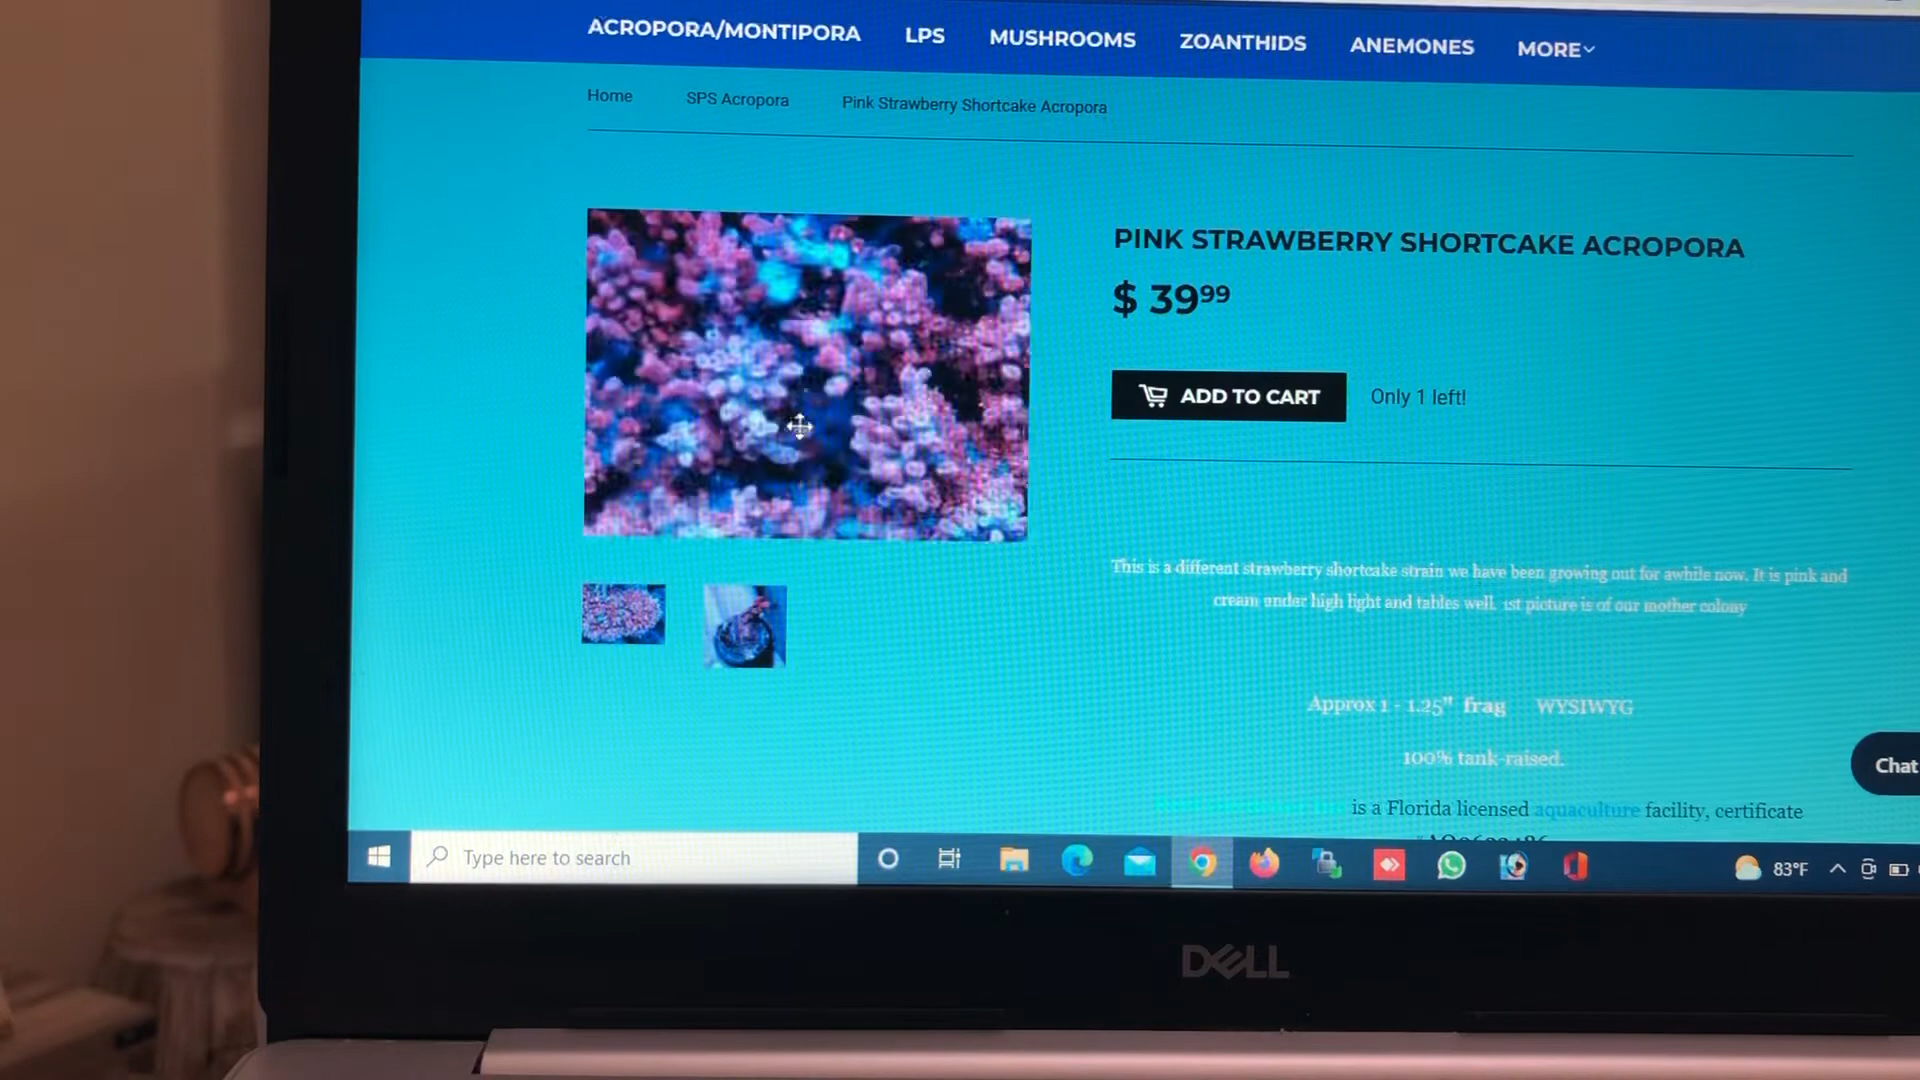 ACROPORA/MONTIPORA LPS MUSHROOMS ZOANTHIDS ANEMONES MORE
Home SPS Acropora Pink Strawberry Shortcake Acropora
PINK STRAWBERRY SHORTCAKE ACROPORA
$ 39 99
ADD TO CART Only 1 left!
This is a different strawberry shortcake strain we have been growing out for awhile now. It is pink and
cream under high light and tables well. 1st picture is of our mother colony
Approx 1 - 1.25" frag WYSIWYG
100% tank-raised.
is a Florida licensed aquaculture facility, certificate
Chat
Type here to search
83°F
DELL